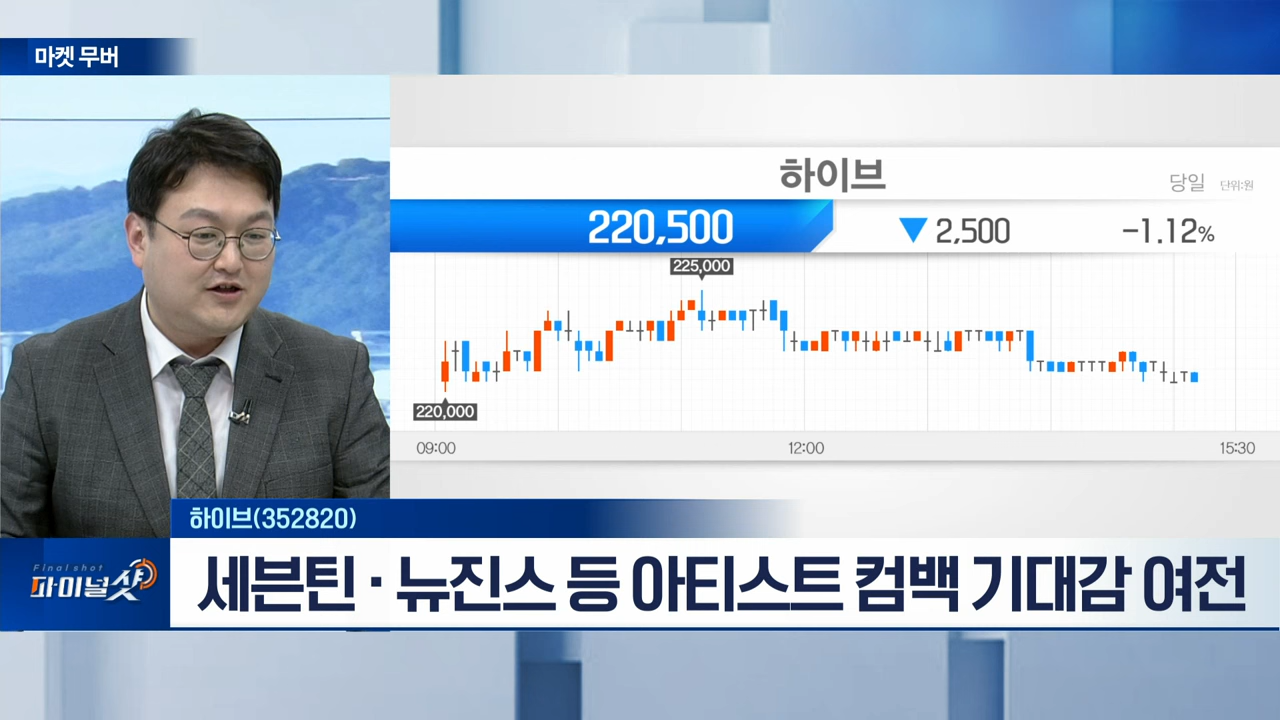 마켓 무버
하이브
당일 단위:원
220,500 ▼ 2,500 -1.12%
225,000
220,000
09:00 12:00 15:30
하이브(352820)
Final shot
파이널샷
세븐틴·뉴진스 등 아티스트 컴백 기대감 여전